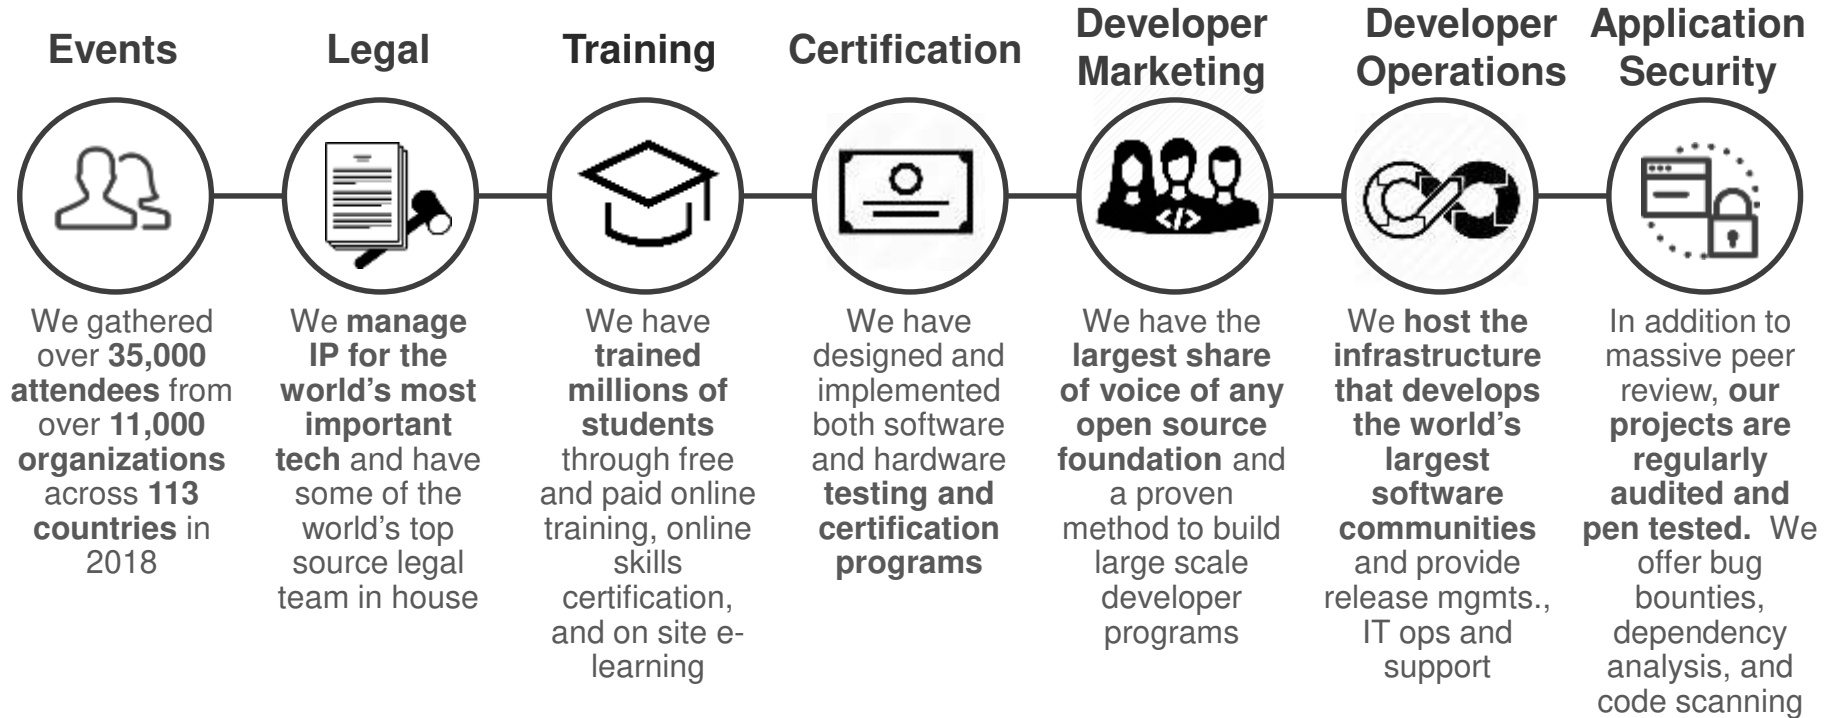 Events
We gathered
over 35,000
attendees from
over 11,000
organizations
across 113
countries in
2018
Legal
We manage
IP for the
world's most
important
tech and have
some of the
world's top
source legal
team in house
Training
We have
trained
millions of
students
through free
and paid online
training, online
skills
certification,
and on site e-
learning
Certification
We have
designed and
implemented
both software
and hardware
testing and
certification
programs
Developer
Marketing
</>
We have the
largest share
of voice of any
open source
foundation and
a proven
method to build
large scale
developer
programs
Developer
Operations
We host the
infrastructure
that develops
the world's
largest
software
communities
and provide
release mgmts.,
IT ops and
support
Application
Security
In addition to
massive peer
review, our
projects are
regularly
audited and
pen tested. We
offer bug
bounties,
dependency
analysis, and
code scanning